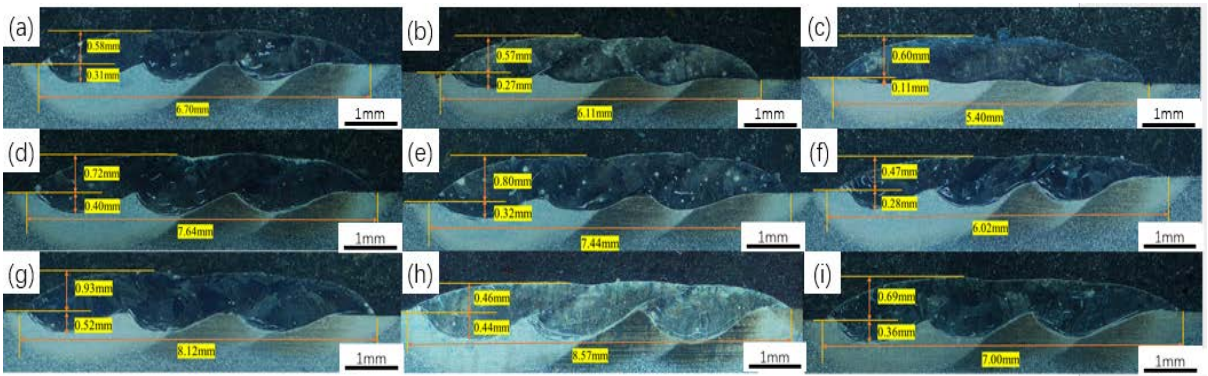 (a)
0.58mm
0.31mm
6.70mm
1mm
(b)
0.57mm
0.27mm
6.11mm
1mm
(c)
0.60mm
0.11mm
5.40mm
1mm
(d)
0.72mm
0.40mm
7.64mm
1mm
(e)
0.80mm
0.32mm
7.44mm
1mm
(f)
0.47mm
0.28mm
6.02mm
1mm
(g)
0.93mm
0.52mm
8.12mm
1mm
(h)
0.46mm
0.44mm
8.57mm
1mm
(i)
0.69mm
0.36mm
7.00mm
1mm